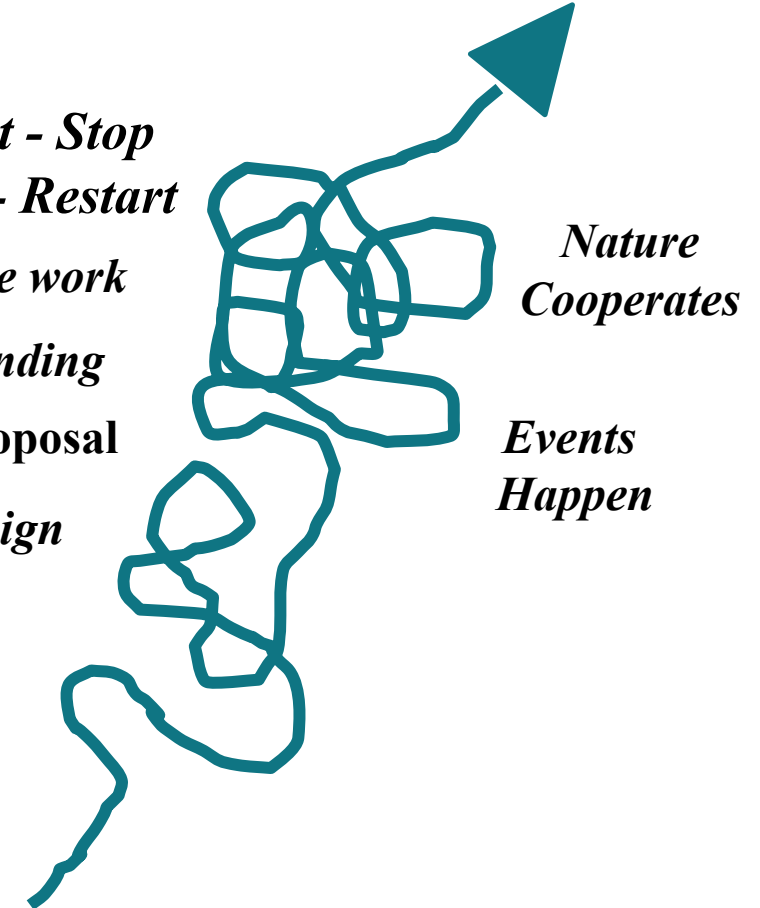 t - Stop
- Restart
e work
nding
oposal
ign
Nature
Cooperates
Events
Happen